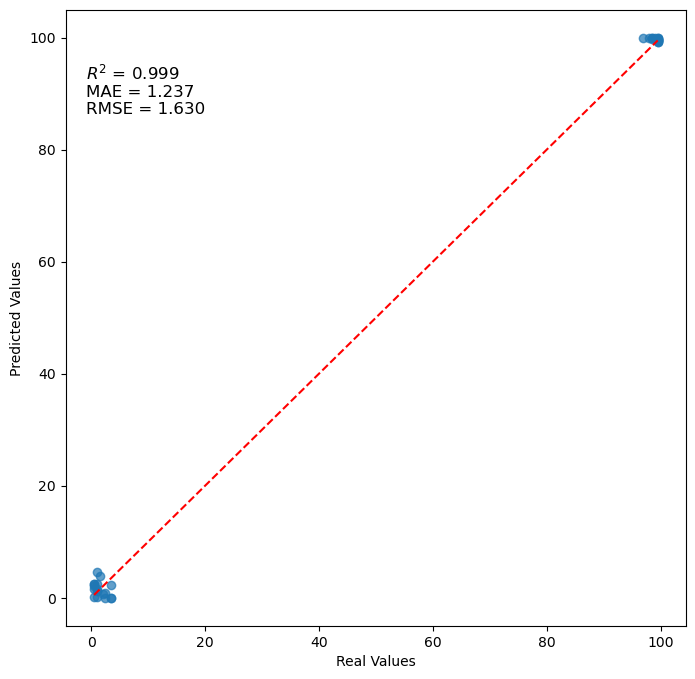 100
80
60
40
20
0
R² = 0.999
MAE = 1.237
RMSE = 1.630
Predicted Values
0 20 40 60 80 100
Real Values